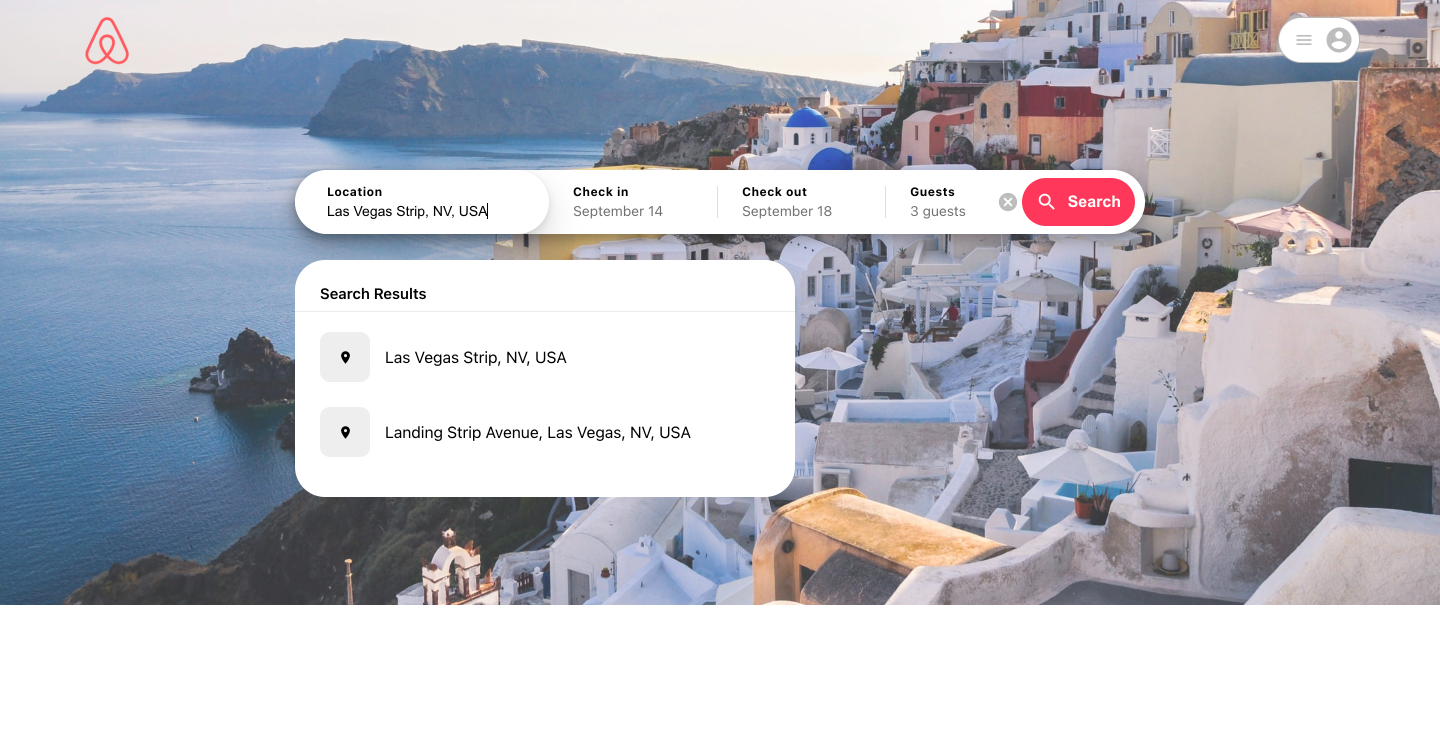 Location
Las Vegas Strip, NV, USA
Check in
September 14
Check out
September 18
Guests
3 guests
Search
Search Results
Las Vegas Strip, NV, USA
Landing Strip Avenue, Las Vegas, NV, USA